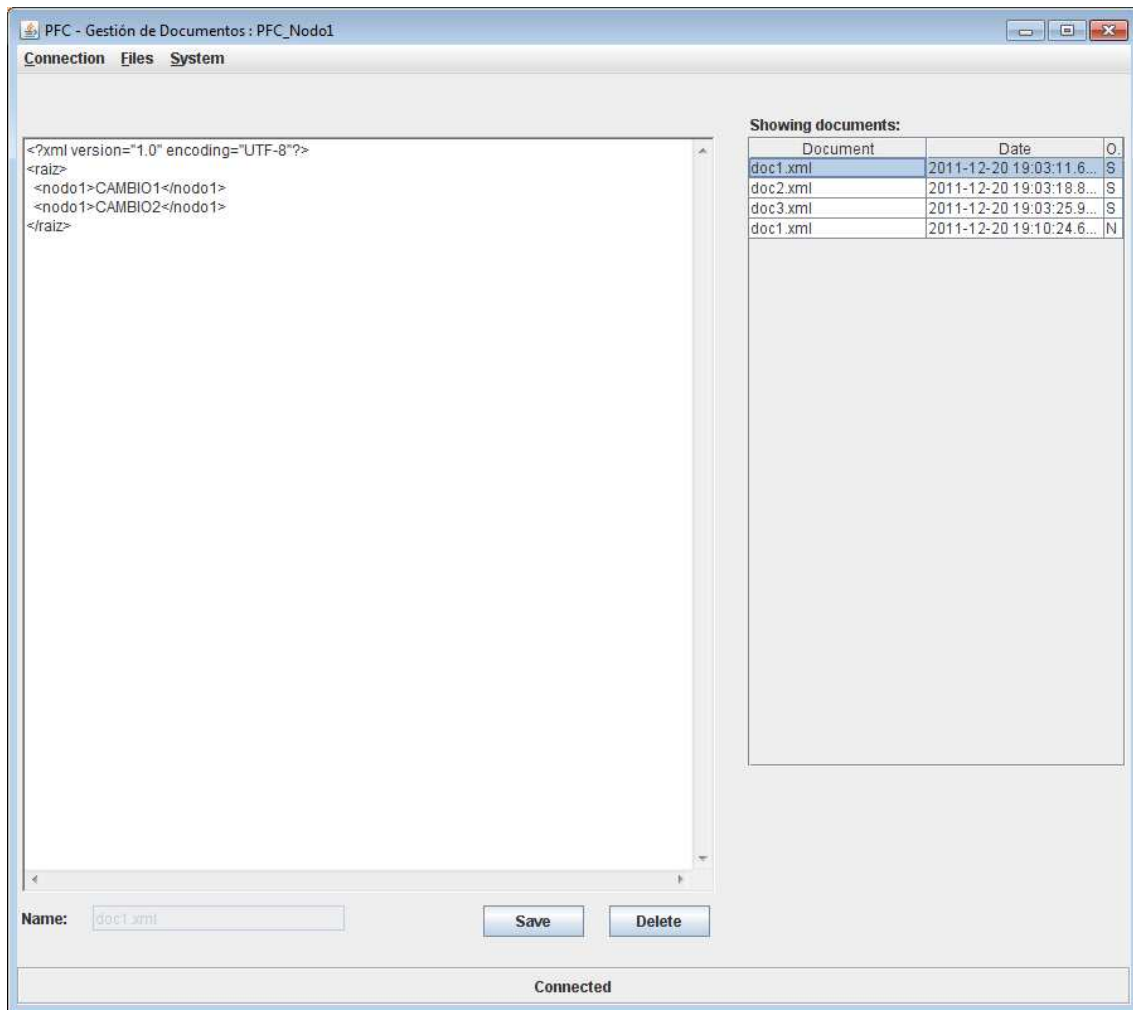 PFC - Gestión de Documentos : PFC_Nodo1
Connection Files System
Showing documents:
<?xml version="1.0" encoding="UTF-8"?>
<raiz>
<nodo1>CAMBIO1</nodo1>
<nodo1>CAMBIO2</nodo1>
</raiz>
Document Date O.
doc1.xml 2011-12-20 19:03:11.6... S
doc2.xml 2011-12-20 19:03:18.8... S
doc3.xml 2011-12-20 19:03:25.9... S
doc1.xml 2011-12-20 19:10:24.6... N
Name: doc1.xml Save Delete
Connected